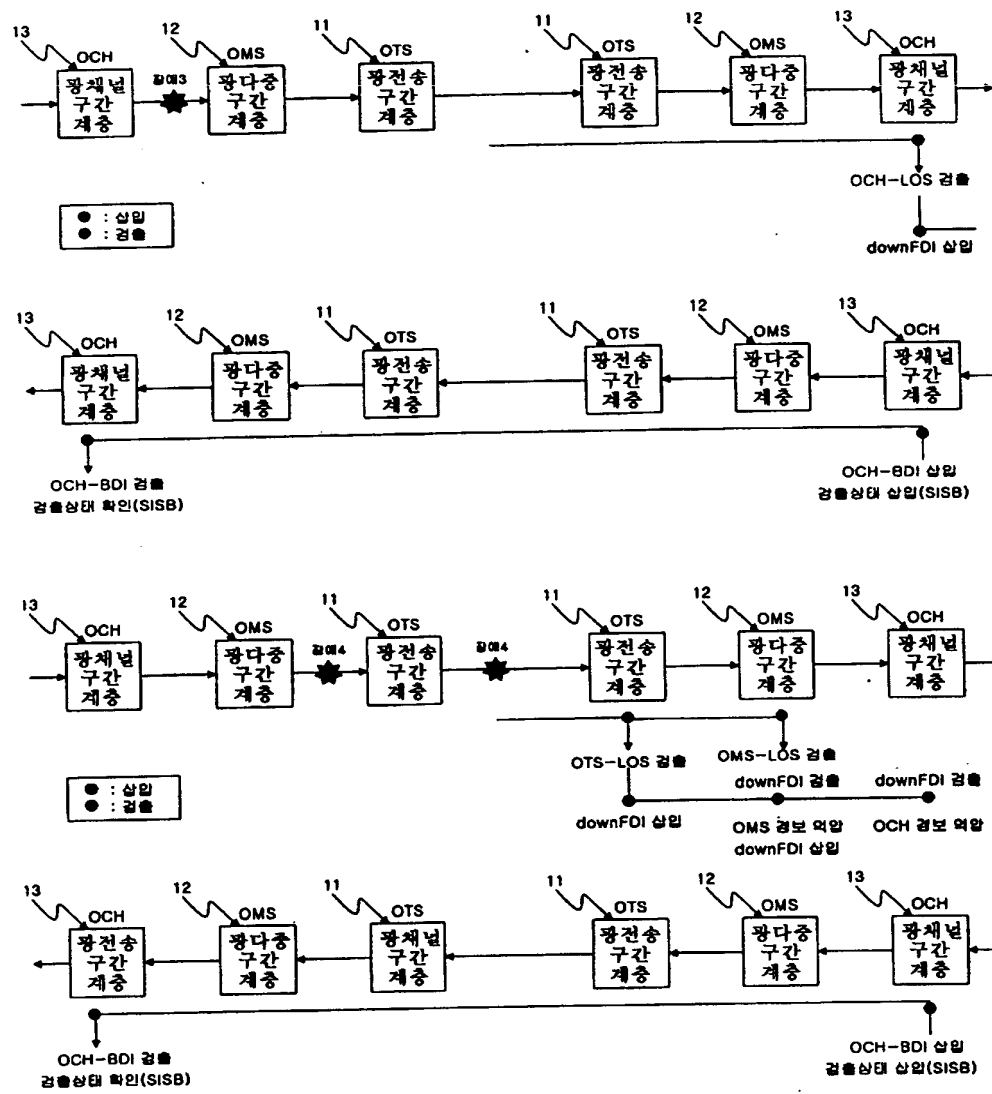 13 12 11 11 12 13
OCH OMS OTS OTS OMS OCH
장애3
광채널 광다중 광전송 광전송 광다중 광채널
구간 구간 구간 구간 구간 구간
계층 계층 계층 계층 계층 계층
OCH-LOS 검출
● : 삽입
● : 검출
downFDI 삽입
13 12 11 11 12 13
OCH OMS OTS OTS OMS OCH
광채널 광다중 광전송 광전송 광다중 광채널
구간 구간 구간 구간 구간 구간
계층 계층 계층 계층 계층 계층
OCH-BDI 검출 OCH-BDI 삽입
검출상태 확인(SISB) 검출상태 삽입(SISB)
13 12 11 11 12 13
OCH OMS OTS OTS OMS OCH
장애4 장애4
광채널 광다중 광전송 광전송 광다중 광채널
구간 구간 구간 구간 구간 구간
계층 계층 계층 계층 계층 계층
OTS-LOS 검출 OMS-LOS 검출
● : 삽입
● : 검출
downFDI 검출 downFDI 검출
downFDI 삽입 OMS 경보 억압 OCH 경보 억압
downFDI 삽입
13 12 11 11 12 13
OCH OMS OTS OTS OMS OCH
광전송 광다중 광채널 광전송 광다중 광채널
구간 구간 구간 구간 구간 구간
계층 계층 계층 계층 계층 계층
OCH-BDI 검출 OCH-BDI 삽입
검출상태 확인(SISB) 검출상태 삽입(SISB)